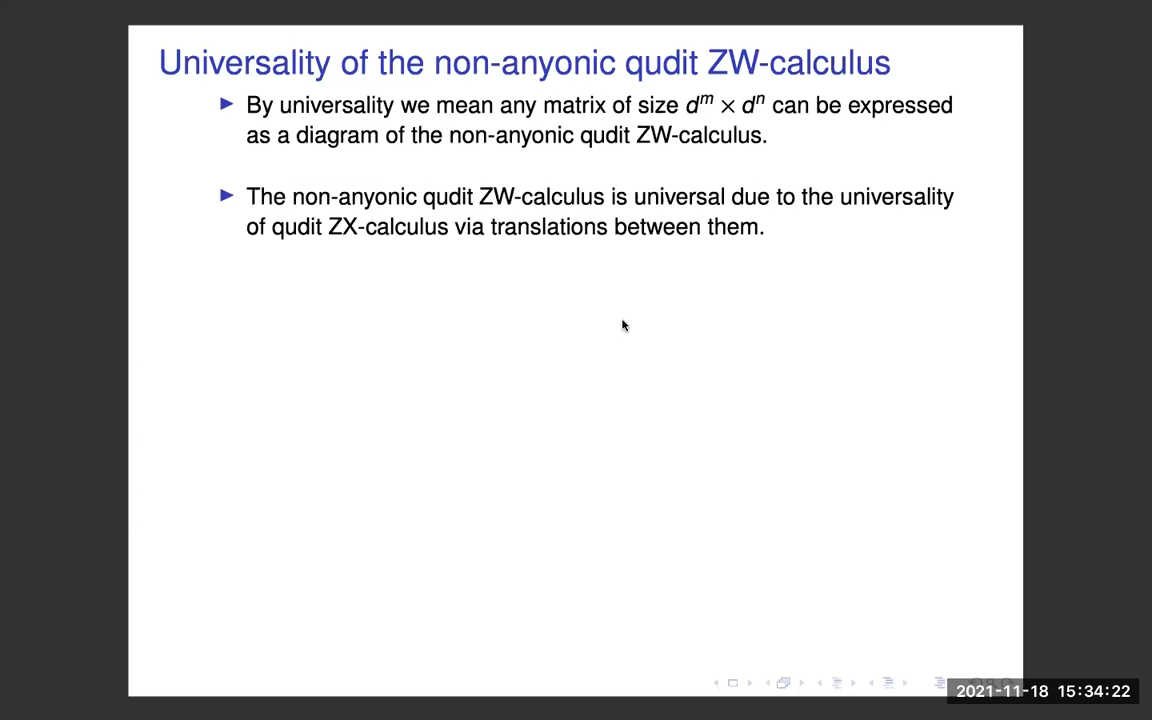 Universality of the non-anyonic qudit ZW-calculus
▶ By universality we mean any matrix of size dᵐ × dⁿ can be expressed
as a diagram of the non-anyonic qudit ZW-calculus.
▶ The non-anyonic qudit ZW-calculus is universal due to the universality
of qudit ZX-calculus via translations between them.
2021-11-18 15:34:22